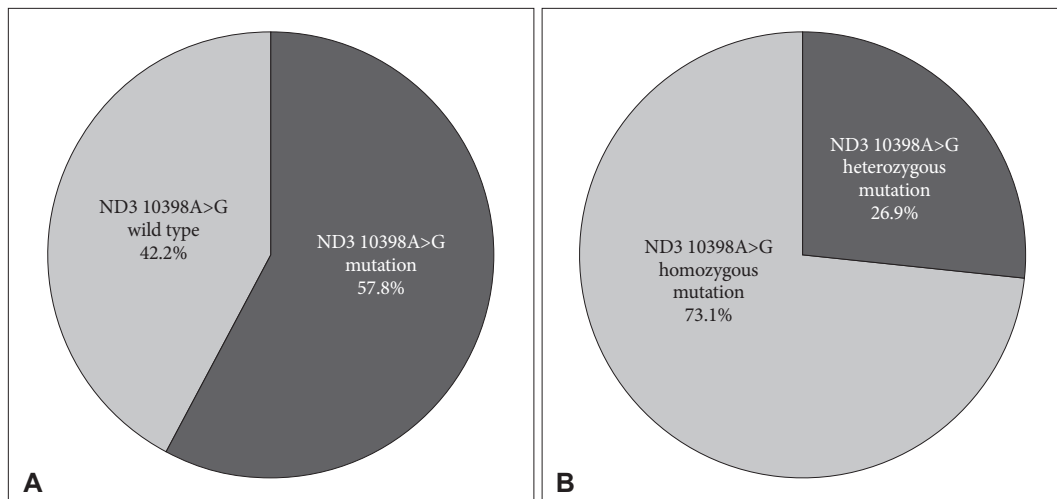 ND3 10398A>G
wild type
42.2%
ND3 10398A>G
mutation
57.8%
A
ND3 10398A>G
heterozygous
mutation
26.9%
ND3 10398A>G
homozygous
mutation
73.1%
B